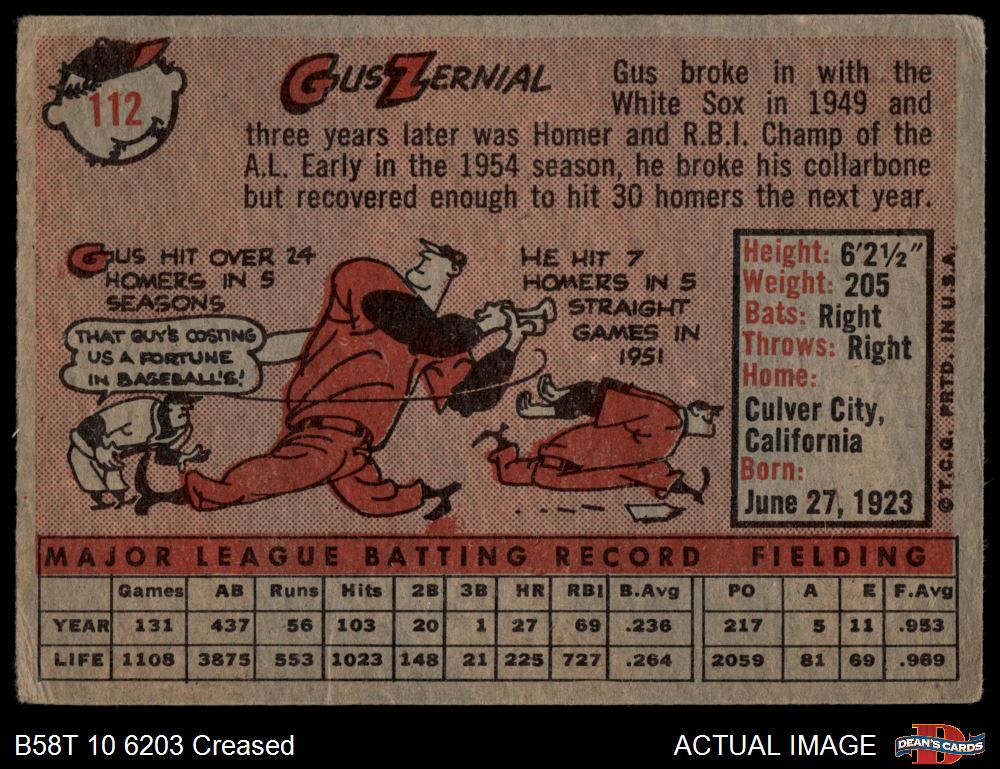 112
GUS ZERNIAL
Gus broke in with the
White Sox in 1949 and
three years later was Homer and R.B.I. Champ of the
A.L. Early in the 1954 season, he broke his collarbone
but recovered enough to hit 30 homers the next year.
GUS HIT OVER 24
HOMERS IN 5
SEASONS
THAT GUY'S COSTING
US A FORTUNE
IN BASEBALL'S!
HE HIT 7
HOMERS IN 5
STRAIGHT
GAMES IN
1951
Height: 6'2½"
Weight: 205
Bats: Right
Throws: Right
Home:
Culver City,
California
Born:
June 27, 1923
© T.C.G. PRTD. IN U.S.A.
MAJOR LEAGUE BATTING RECORD FIELDING
Games AB Runs Hits 2B 3B HR RBI B.Avg PO A E F.Avg
YEAR 131 437 56 103 20 1 27 69 .236 217 5 11 .953
LIFE 1108 3875 553 1023 148 21 225 727 .264 2059 81 69 .969
B58T 10 6203 Creased
ACTUAL IMAGE
D
DEAN'S CARDS